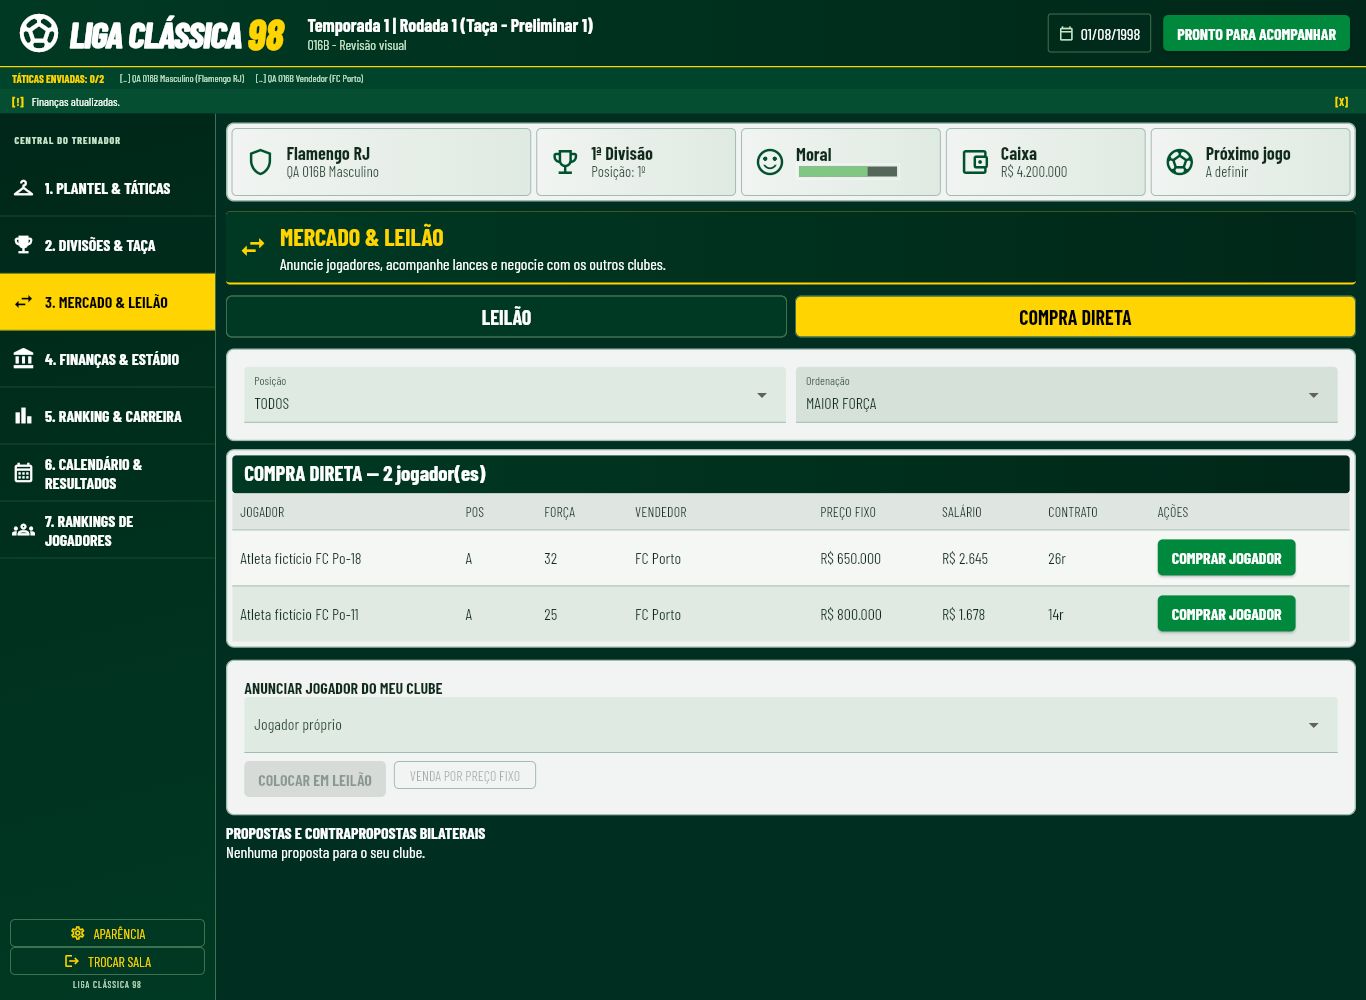 LIGA CLÁSSICA 98
Temporada 1 | Rodada 1 (Taça - Preliminar 1)
016B - Revisão visual
01/08/1998
PRONTO PARA ACOMPANHAR
TÁTICAS ENVIADAS: 0/2
[..] QA 016B Masculino (Flamengo RJ)
[..] QA 016B Vendedor (FC Porto)
[!] Finanças atualizadas.
[X]
CENTRAL DO TREINADOR
1. PLANTEL & TÁTICAS
2. DIVISÕES & TAÇA
3. MERCADO & LEILÃO
4. FINANÇAS & ESTÁDIO
5. RANKING & CARREIRA
6. CALENDÁRIO &
RESULTADOS
7. RANKINGS DE
JOGADORES
APARÊNCIA
TROCAR SALA
LIGA CLÁSSICA 98
Flamengo RJ
QA 016B Masculino
1ª Divisão
Posição: 1º
Moral
Caixa
R$ 4.200.000
Próximo jogo
A definir
MERCADO & LEILÃO
Anuncie jogadores, acompanhe lances e negocie com os outros clubes.
LEILÃO
COMPRA DIRETA
Posição
TODOS
Ordenação
MAIOR FORÇA
COMPRA DIRETA — 2 jogador(es)
JOGADOR POS FORÇA VENDEDOR PREÇO FIXO SALÁRIO CONTRATO AÇÕES
Atleta fictício FC Po-18 A 32 FC Porto R$ 650.000 R$ 2.645 26r COMPRAR JOGADOR
Atleta fictício FC Po-11 A 25 FC Porto R$ 800.000 R$ 1.678 14r COMPRAR JOGADOR
ANUNCIAR JOGADOR DO MEU CLUBE
Jogador próprio
COLOCAR EM LEILÃO
VENDA POR PREÇO FIXO
PROPOSTAS E CONTRAPROPOSTAS BILATERAIS
Nenhuma proposta para o seu clube.